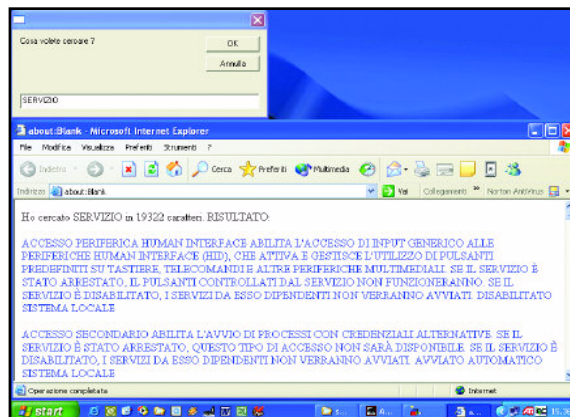 Cosa volete cercare ?
OK
Annulla
SERVIZIO
about:Blank - Microsoft Internet Explorer
File Modifica Visualizza Preferiti Strumenti ?
Indietro Cerca Preferiti Multimedia
Indirizzo about:Blank Vai Collegamenti » Norton AntiVirus
Ho cercato SERVIZIO in 19322 caratteri. RISULTATO:
ACCESSO PERIFERICA HUMAN INTERFACE ABILITA L'ACCESSO DI INPUT GENERICO ALLE
PERIFERICHE HUMAN INTERFACE (HID), CHE ATTIVA E GESTISCE L'UTILIZZO DI PULSANTI
PREDEFINITI SU TASTIERE, TELECOMANDI E ALTRE PERIFERICHE MULTIMEDIALI. SE IL SERVIZIO È
STATO ARRESTATO, IL PULSANTI CONTROLLATI DAL SERVIZIO NON FUNZIONERANNO. SE IL
SERVIZIO È DISABILITATO, I SERVIZI DA ESSO DIPENDENTI NON VERRANNO AVVIATI. DISABILITATO
SISTEMA LOCALE
ACCESSO SECONDARIO ABILITA L'AVVIO DI PROCESSI CON CREDENZIALI ALTERNATIVE. SE IL
SERVIZIO È STATO ARRESTATO, QUESTO TIPO DI ACCESSO NON SARÀ DISPONIBILE. SE IL SERVIZIO È
DISABILITATO, I SERVIZI DA ESSO DIPENDENTI NON VERRANNO AVVIATI. AVVIATO AUTOMATICO
SISTEMA LOCALE
Operazione completata Internet
start s... A... a...